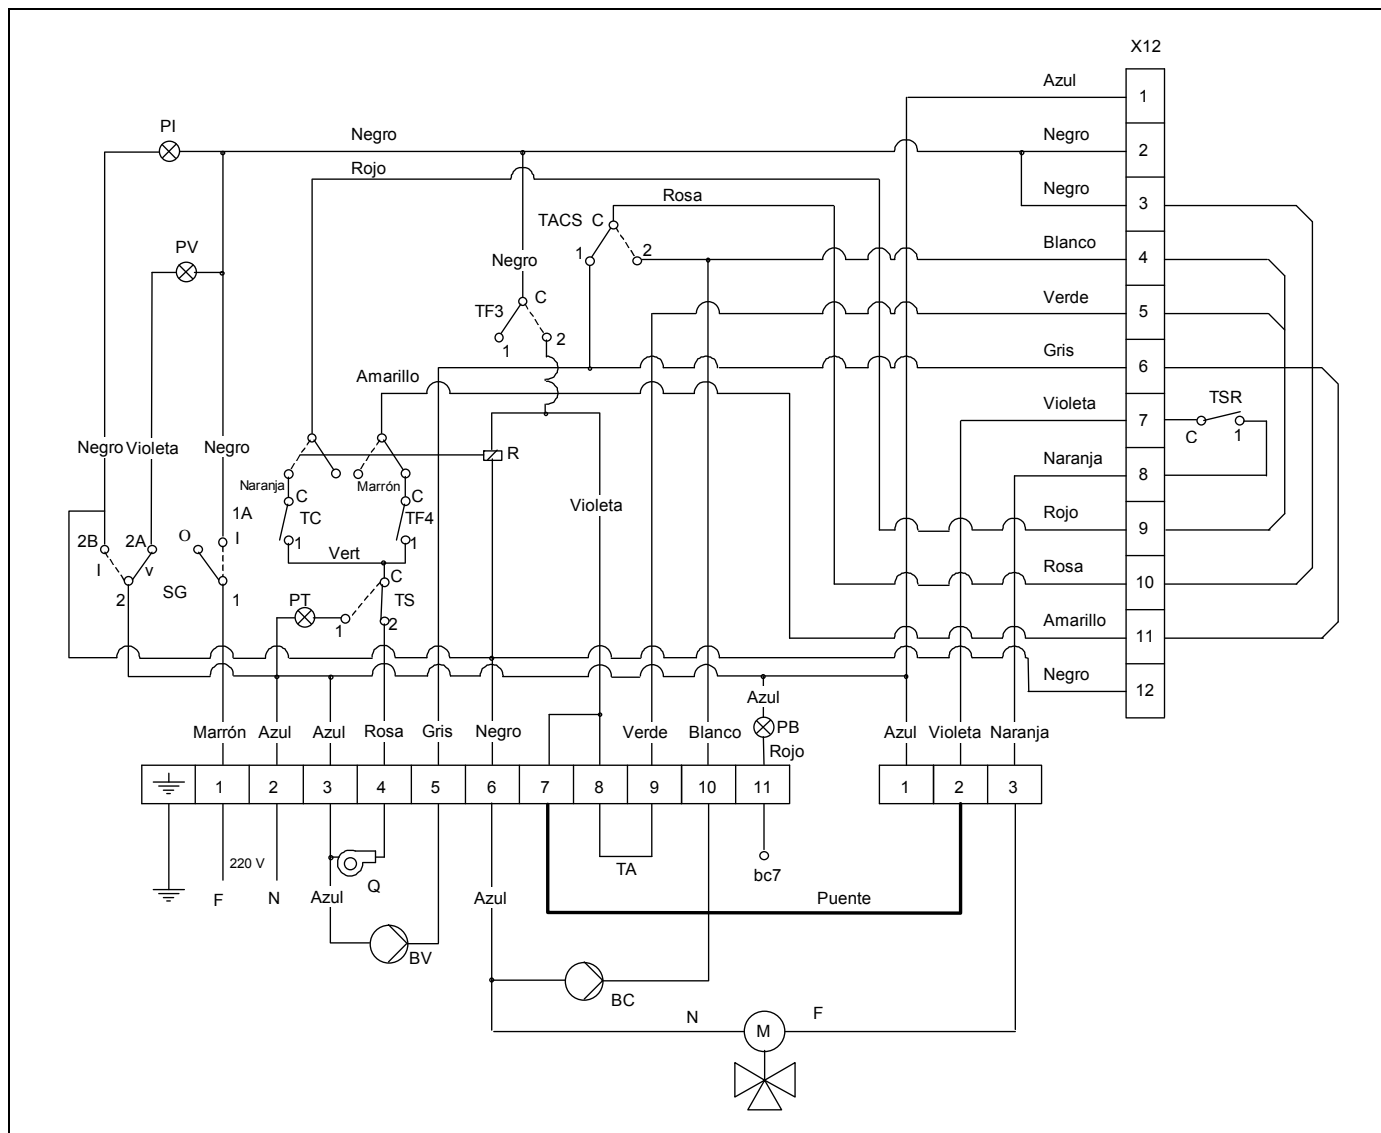 X12
Azul
1
PI
Negro
Negro
2
Rojo
Negro
3
Rosa
TACS C
1
2
Blanco
4
PV
Negro
C
TF3
1
2
Verde
5
Gris
6
Amarillo
TSR
C
1
Violeta
7
Negro
Violeta
Negro
R
Naranja
Marrón
Naranja
8
C
TC
1
C
TF4
1
Violeta
1A
I
O
2B
2A
I
v
2
SG
1
Vert
Rojo
9
C
TS
PT
1
2
Rosa
10
Amarillo
11
Negro
12
Azul
PB
Rojo
Marrón
Azul
Azul
Rosa
Gris
Negro
Verde
Blanco
Azul
Violeta
Naranja
1
2
3
4
5
6
7
8
9
10
11
1
2
3
220 V
F
N
Azul
Q
Azul
TA
bc7
Puente
BV
BC
N
M
F